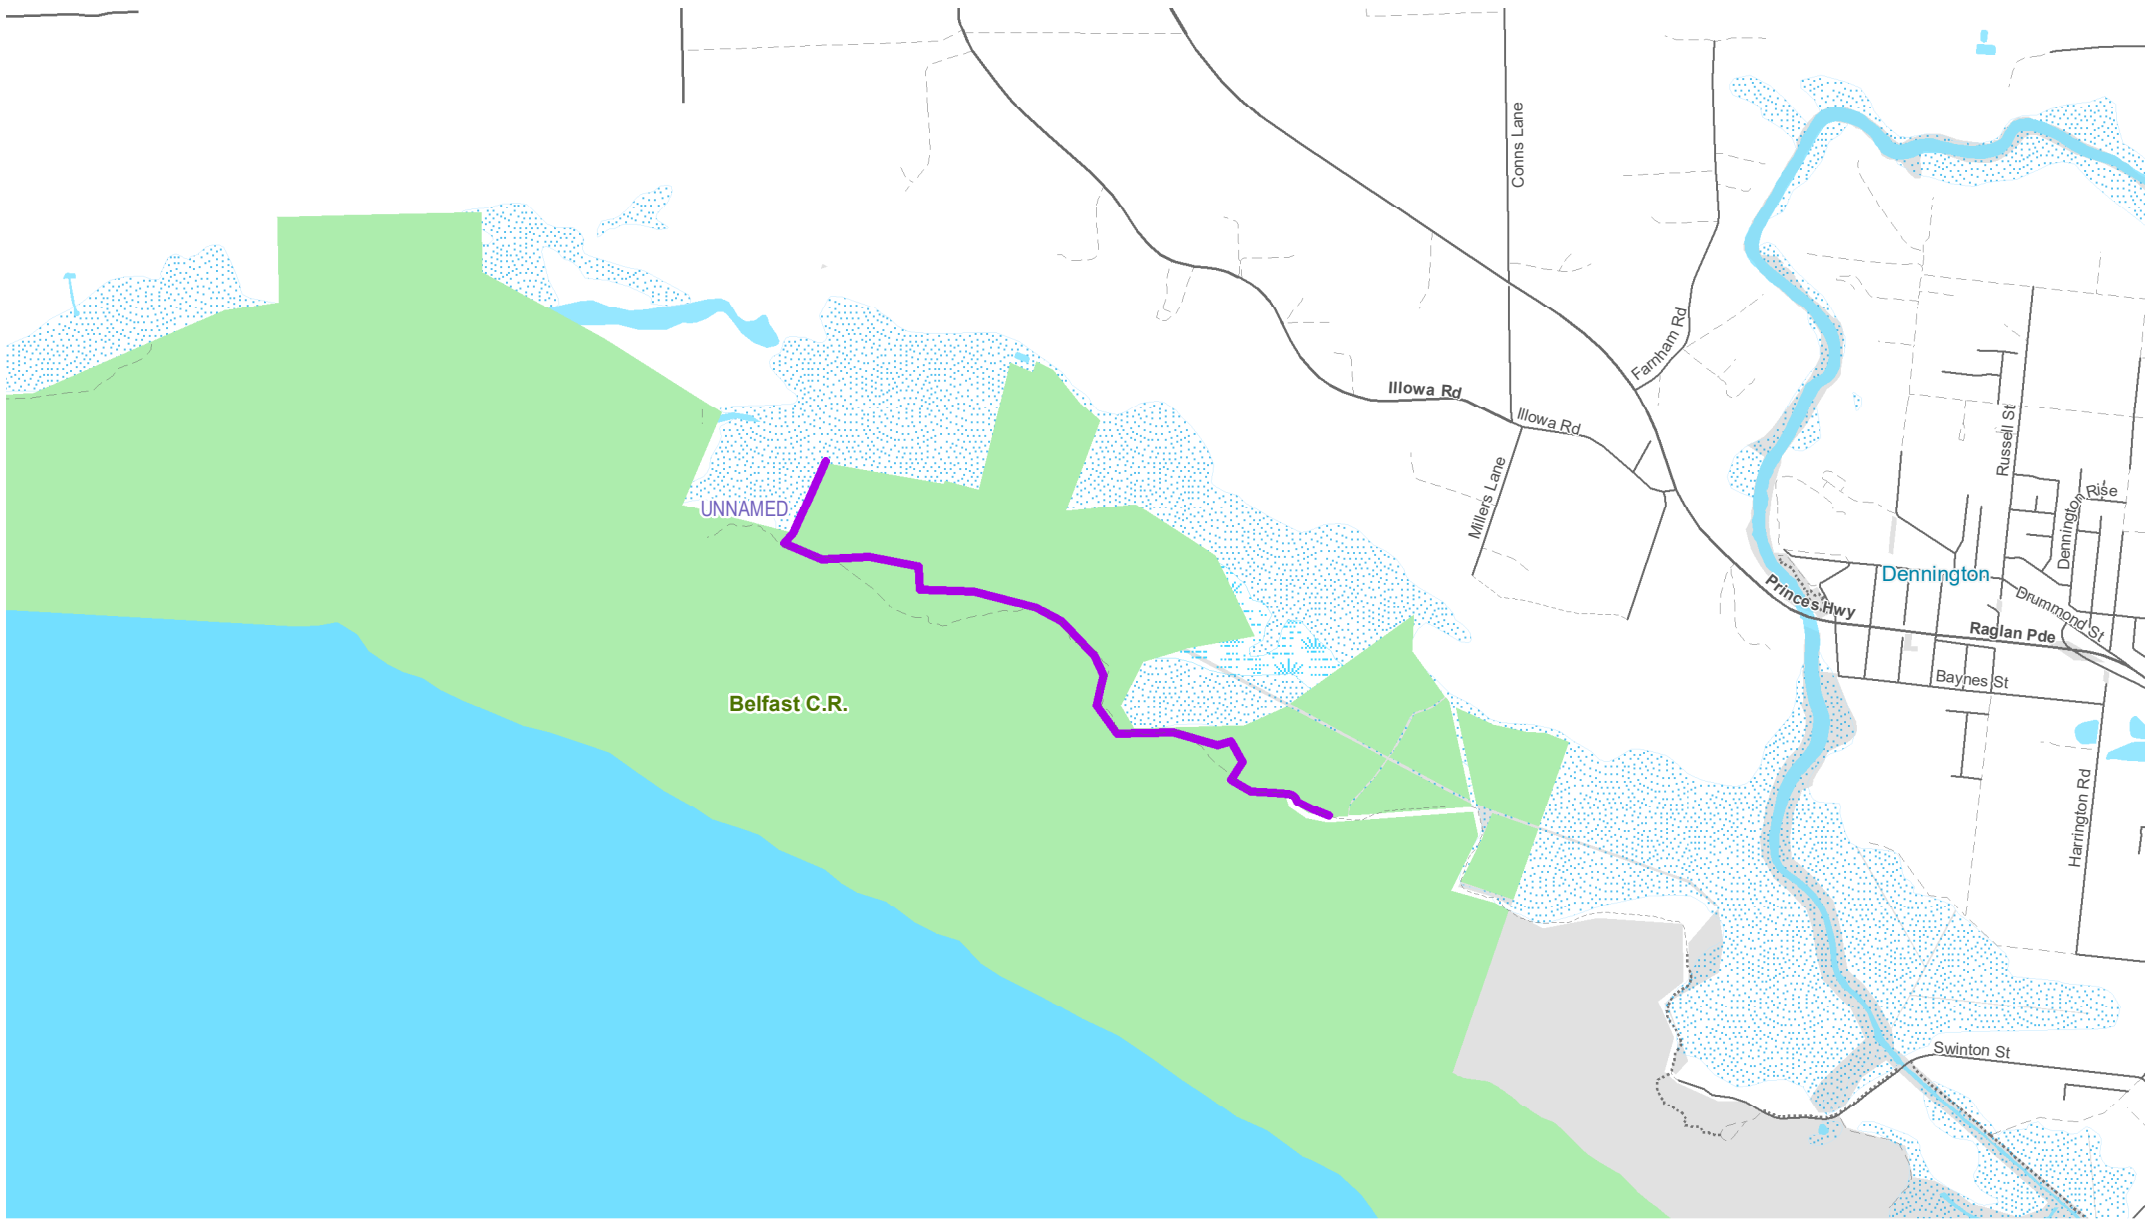 Conns Lane
Farnham Rd
Illowa Rd
Illowa Rd
Russell St
Millers Lane
Dennington Rise
UNNAMED
Dennington
Princes Hwy
Drummond St
Raglan Pde
Baynes St
Belfast C.R.
Harrington Rd
Swinton St